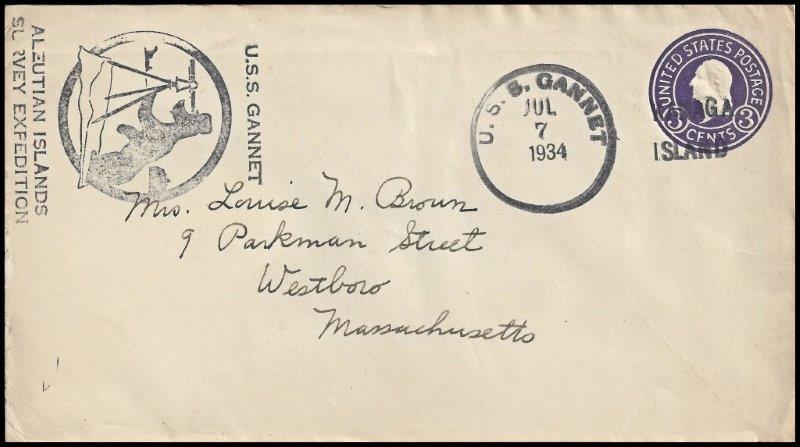 ALEUTIAN ISLANDS
SURVEY EXPEDITION
U.S.S. GANNET
U. S. S. GANNET
JUL
7
1934
UNITED STATES POSTAGE
3 CENTS 3
ISLAND
Mrs. Louise M. Brown
9 Parkman Street
Westboro
Massachusetts